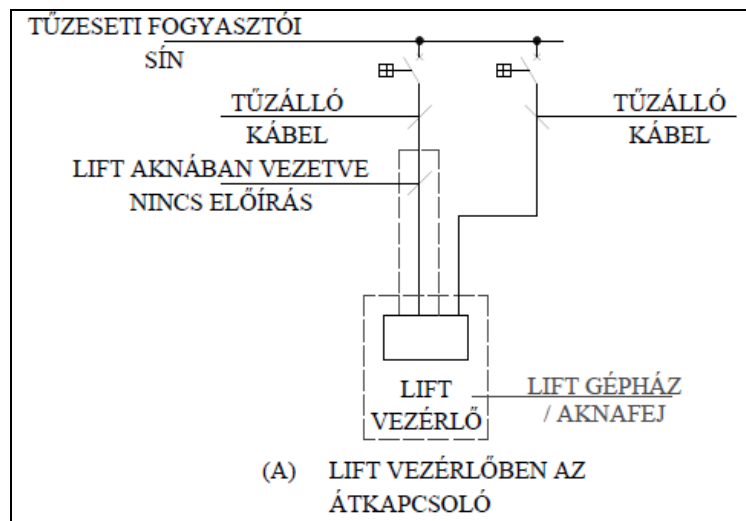 TŰZESETI FOGYASZTÓI
SÍN
TŰZÁLLÓ
KÁBEL
TŰZÁLLÓ
KÁBEL
LIFT AKNÁBAN VEZETVE
NINCS ELŐÍRÁS
LIFT
VEZÉRLŐ
LIFT GÉPHÁZ
/ AKNAFEJ
(A) LIFT VEZÉRLŐBEN AZ
ÁTKAPCSOLÓ